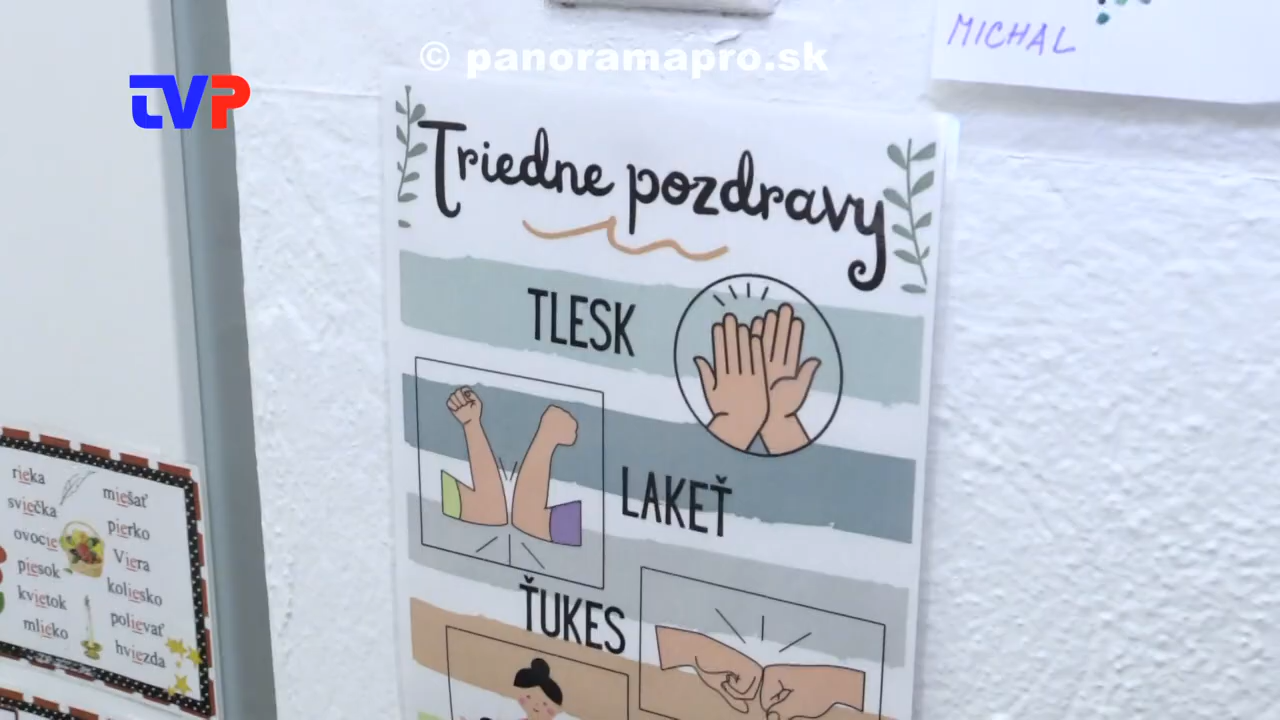 © panoramapro.sk
TVP
MICHAL
Triedne pozdravy
TLESK
LAKEŤ
ŤUKES
rieka
sviečka
ovocie
piesok
kvietok
mlieko
miešať
pierko
Viera
koliesko
polievať
hviezda